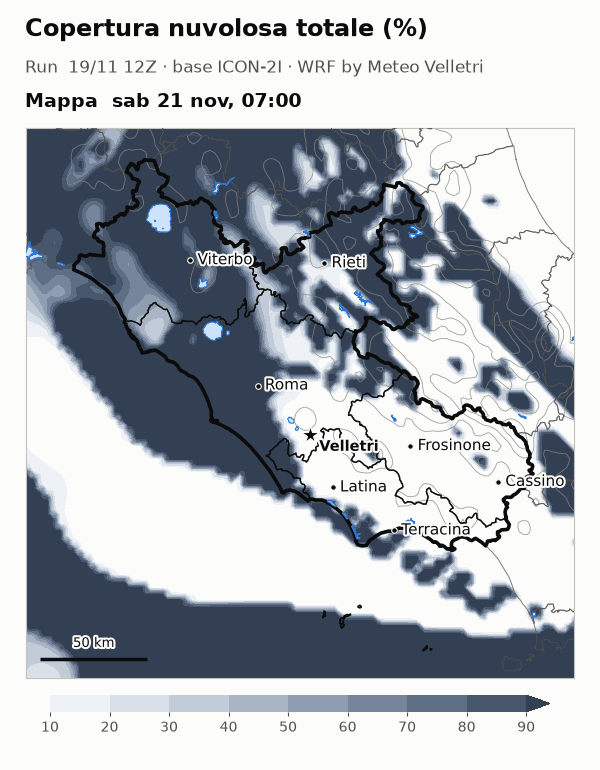 Copertura nuvolosa totale (%)
Run 19/11 12Z · base ICON-2I · WRF by Meteo Velletri
Mappa sab 21 nov, 07:00
Viterbo
Rieti
Roma
Velletri
Frosinone
Latina
Cassino
Terracina
50 km
10 20 30 40 50 60 70 80 90